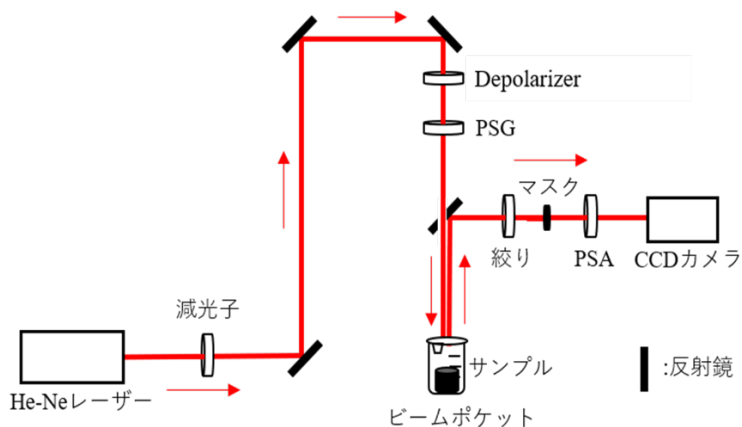 Depolarizer
PSG
マスク
絞り
PSA
CCDカメラ
減光子
He-Neレーザー
サンプル
:反射鏡
ビームポケット